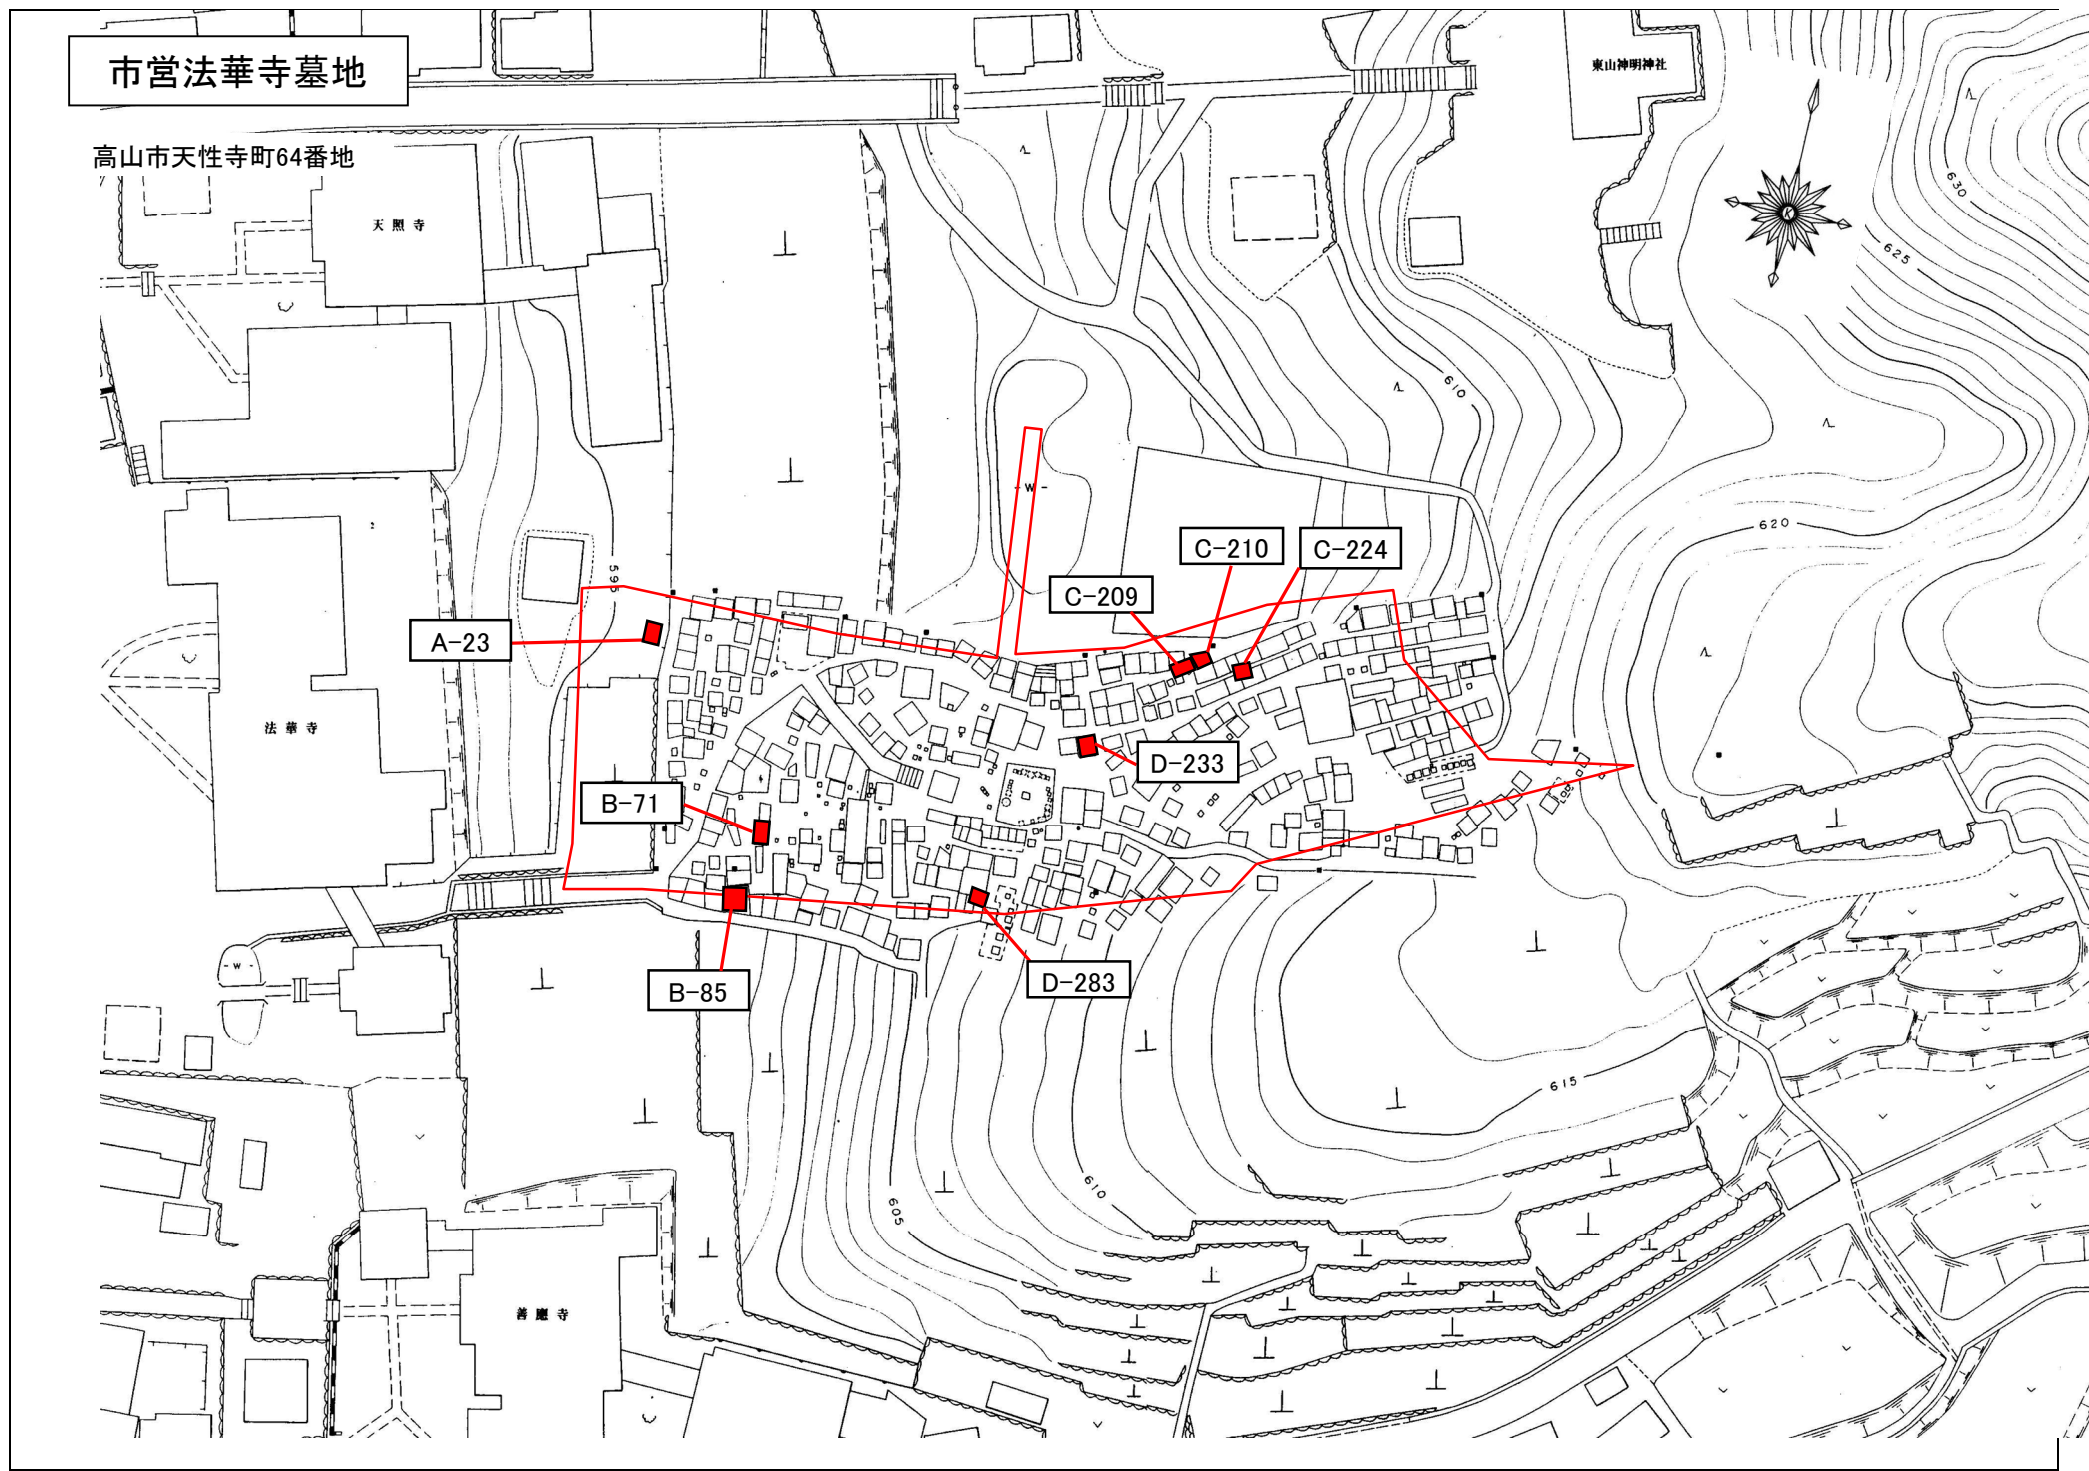 市営法華寺墓地
東山神明神社
高山市天性寺町64番地
天照寺
630
625
610
W
620
595
C-210
C-224
C-209
A-23
法華寺
D-233
B-71
B-85
D-283
W
615
610
605
善應寺
K